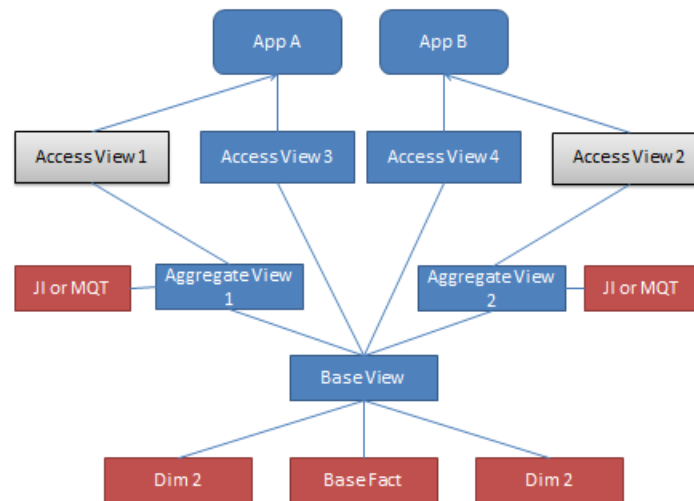 App A
App B
Access View 1
Access View 3
Access View 4
Access View 2
JI or MQT
Aggregate View
1
Aggregate View
2
JI or MQT
Base View
Dim 2
Base Fact
Dim 2